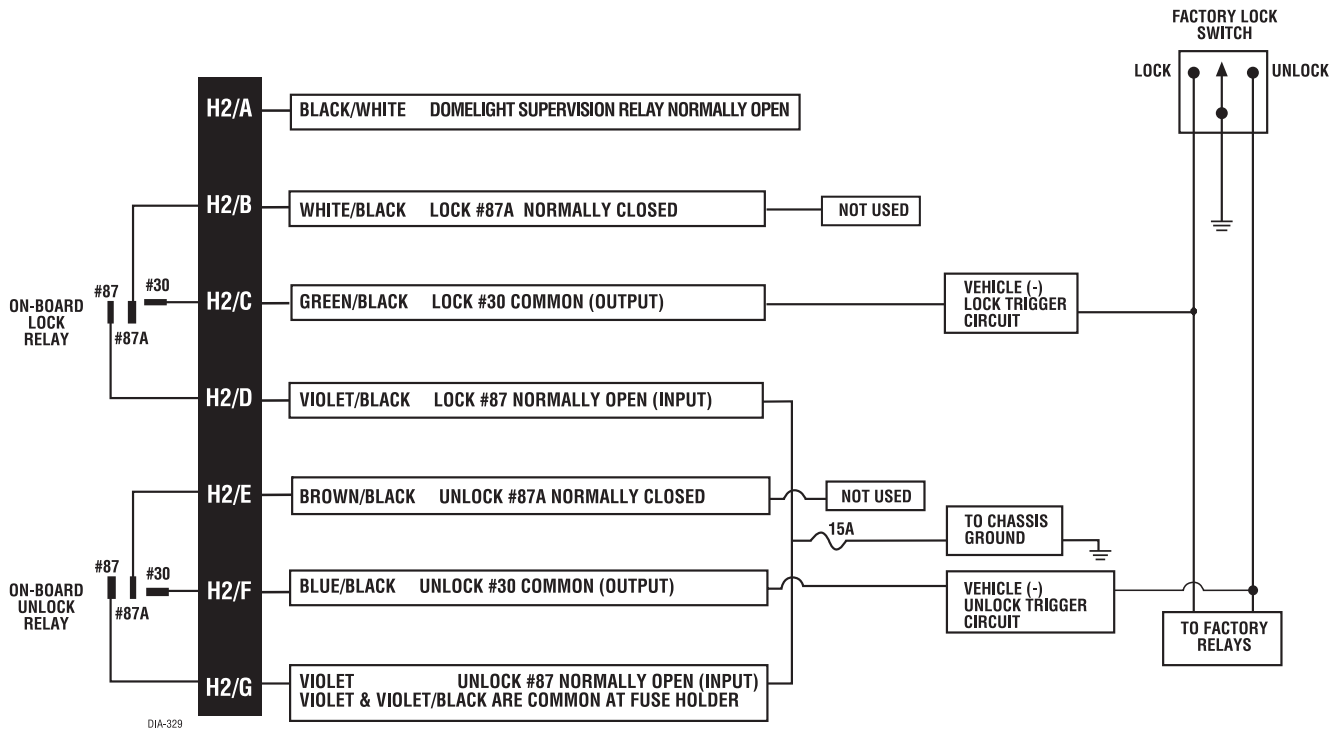 FACTORY LOCK
SWITCH
LOCK
UNLOCK
H2/A
BLACK/WHITE DOMELIGHT SUPERVISION RELAY NORMALLY OPEN
H2/B
WHITE/BLACK LOCK #87A NORMALLY CLOSED
NOT USED
ON-BOARD
LOCK
RELAY
#87
#30
#87A
H2/C
GREEN/BLACK LOCK #30 COMMON (OUTPUT)
VEHICLE (-)
LOCK TRIGGER
CIRCUIT
H2/D
VIOLET/BLACK LOCK #87 NORMALLY OPEN (INPUT)
H2/E
BROWN/BLACK UNLOCK #87A NORMALLY CLOSED
NOT USED
15A
TO CHASSIS
GROUND
ON-BOARD
UNLOCK
RELAY
#87
#30
#87A
H2/F
BLUE/BLACK UNLOCK #30 COMMON (OUTPUT)
VEHICLE (-)
UNLOCK TRIGGER
CIRCUIT
TO FACTORY
RELAYS
H2/G
VIOLET UNLOCK #87 NORMALLY OPEN (INPUT)
VIOLET & VIOLET/BLACK ARE COMMON AT FUSE HOLDER
DIA-329